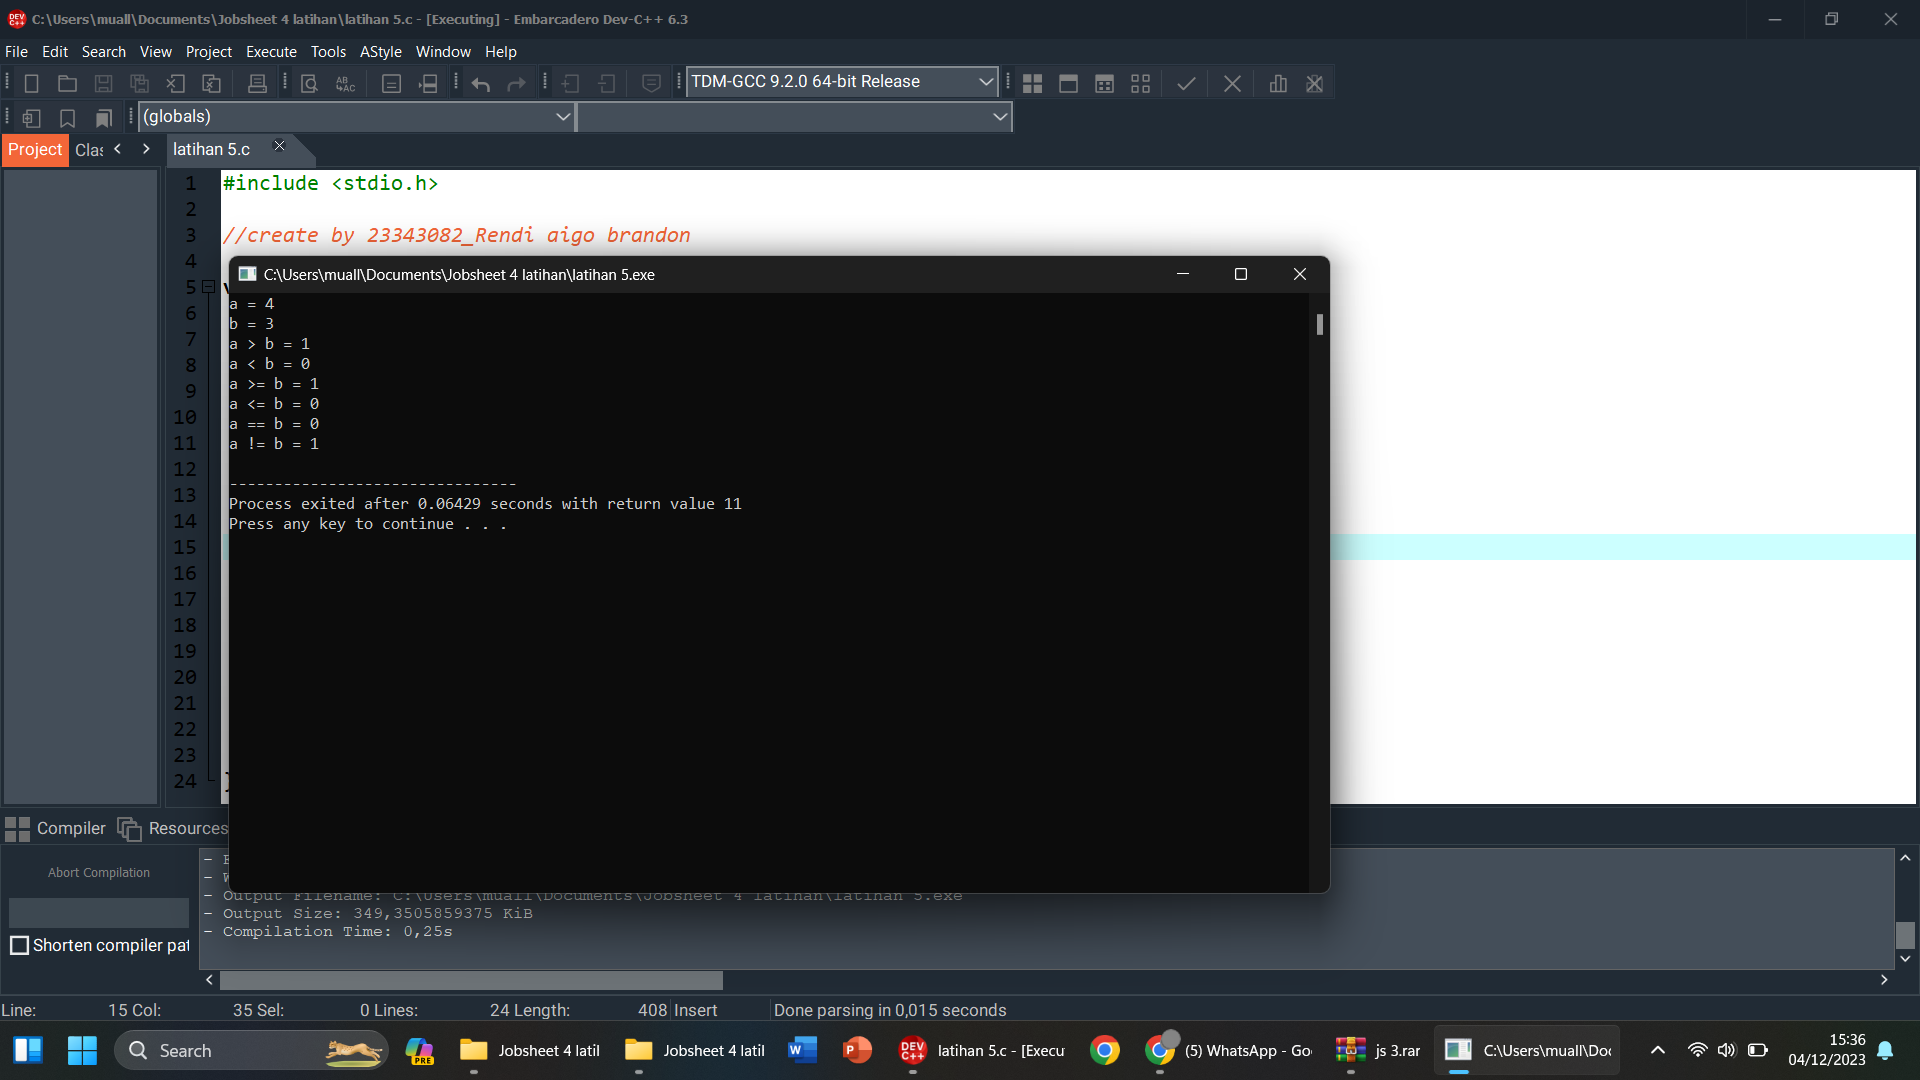 C:\Users\muall\Documents\Jobsheet 4 latihan\latihan 5.c - [Executing] - Embarcadero Dev-C++ 6.3
File Edit Search View Project Execute Tools AStyle Window Help
TDM-GCC 9.2.0 64-bit Release
(globals)
Project Clas latihan 5.c
1 #include <stdio.h>
2
3 //create by 23343082_Rendi aigo brandon
4
5
6
7
8
9
10
11
12
13
14
15
16
17
18
19
20
21
22
23
24
C:\Users\muall\Documents\Jobsheet 4 latihan\latihan 5.exe
a = 4
b = 3
a > b = 1
a < b = 0
a >= b = 1
a <= b = 0
a == b = 0
a != b = 1
--------------------------------
Process exited after 0.06429 seconds with return value 11
Press any key to continue . . .
Compiler Resources
Abort Compilation
Shorten compiler pat
- Output Filename: C:\Users\muall\Documents\Jobsheet 4 latihan\latihan 5.exe
- Output Size: 349,3505859375 KiB
- Compilation Time: 0,25s
Line: 15 Col: 35 Sel: 0 Lines: 24 Length: 408 Insert Done parsing in 0,015 seconds
Search PRE Jobsheet 4 latil Jobsheet 4 latil latihan 5.c - [Execu (5) WhatsApp - Go js 3.rar C:\Users\muall\Doc
15:36
04/12/2023